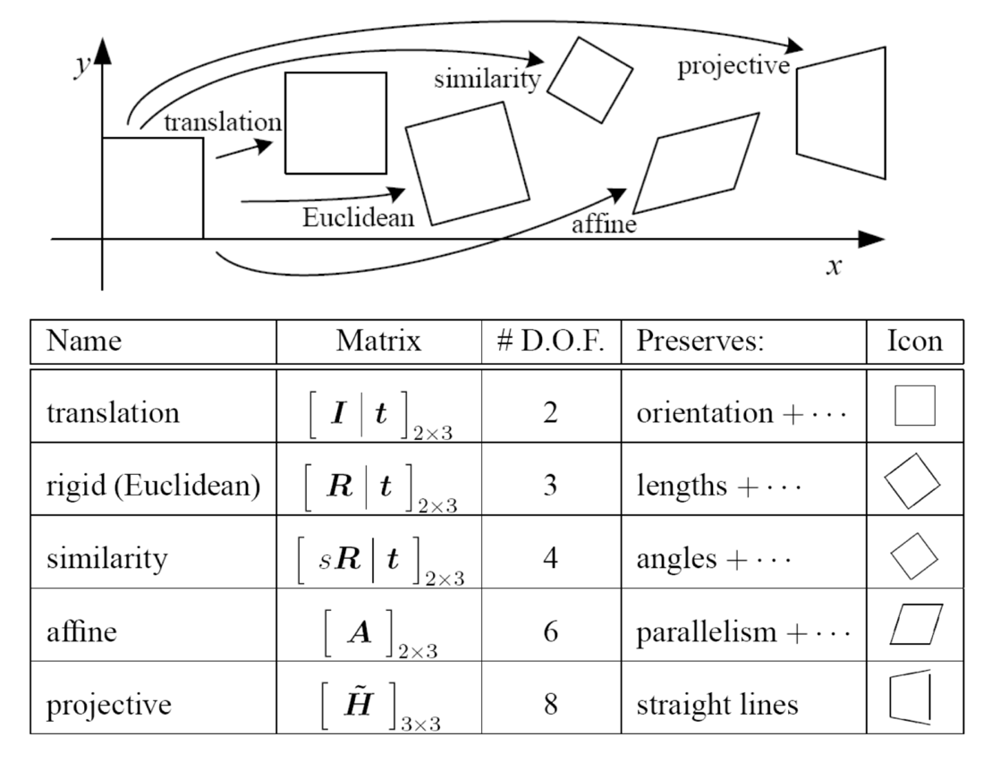 y
similarity
projective
translation
Euclidean
affine
x
Name Matrix # D.O.F. Preserves: Icon
translation [ I | t ]2×3 2 orientation + ···
rigid (Euclidean) [ R | t ]2×3 3 lengths + ···
similarity [ sR | t ]2×3 4 angles + ···
affine [ A ]2×3 6 parallelism + ···
projective [ H̃ ]3×3 8 straight lines